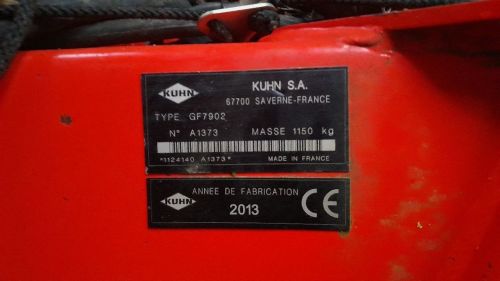 KUHN
KUHN S.A.
67700 SAVERNE-FRANCE
TYPE GF7902
N° A1373 MASSE 1150 kg
*1124140 A1373*
MADE IN FRANCE
KUHN
ANNEE DE FABRICATION
2013
CE